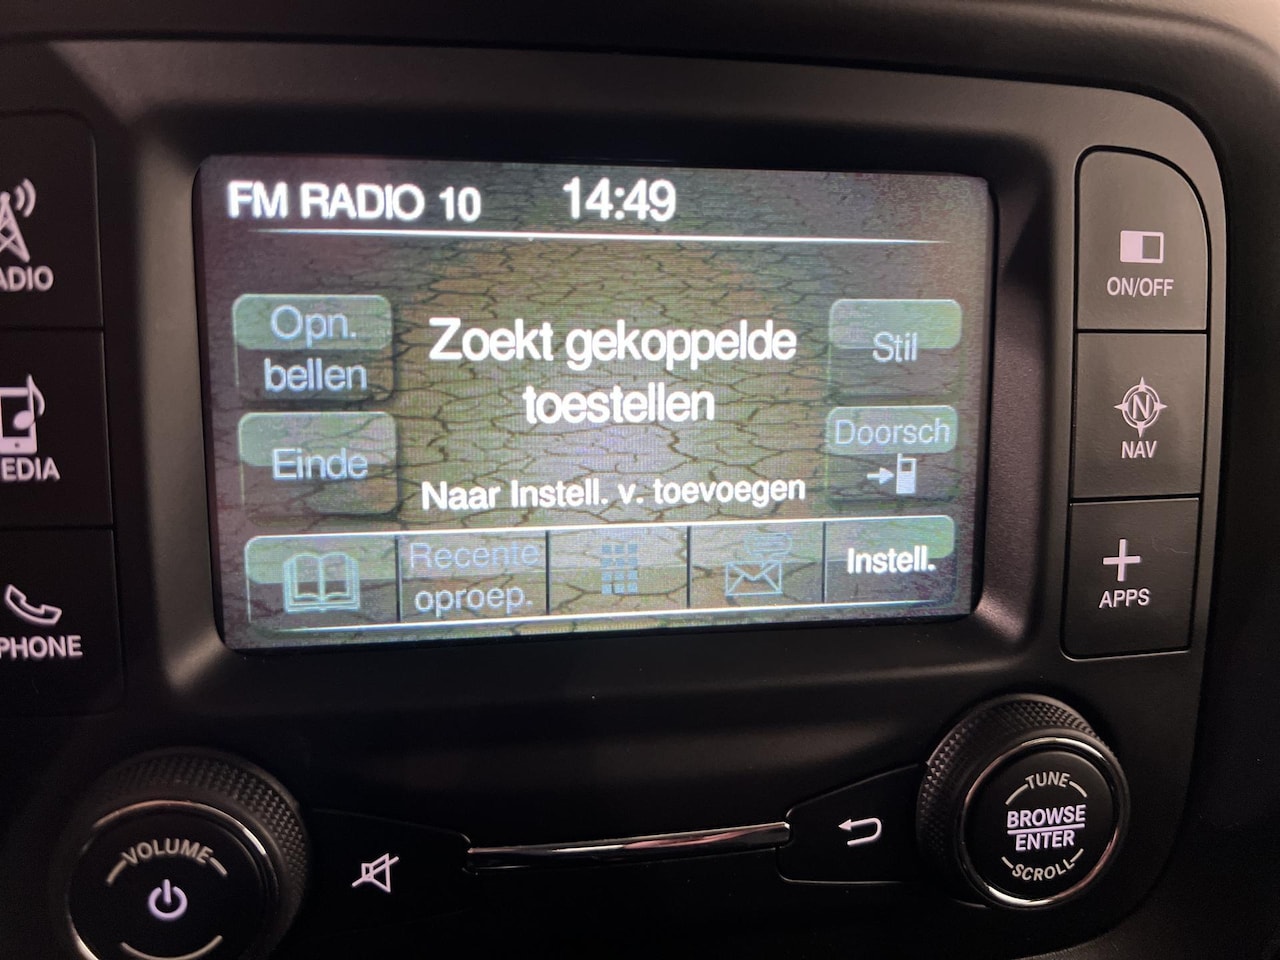 FM RADIO 10 14:49
Opn.
bellen
Zoekt gekoppelde
toestellen
Stil
Einde
Doorsch
Naar Instell. v. toevoegen
Recente
oproep.
Instell.
ADIO
EDIA
PHONE
ON/OFF
N
NAV
APPS
VOLUME
TUNE
BROWSE
ENTER
SCROLL